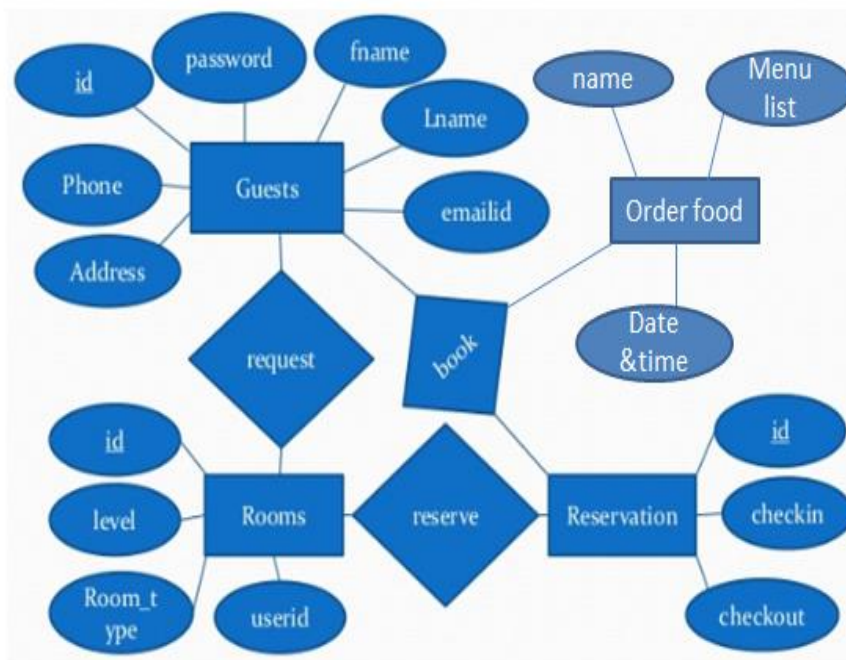 password
fname
id
name
Menu
list
Lname
Phone
Guests
emailid
Order food
Address
Date
&time
request
book
id
id
level
Rooms
reserve
Reservation
checkin
Room_t
ype
userid
checkout